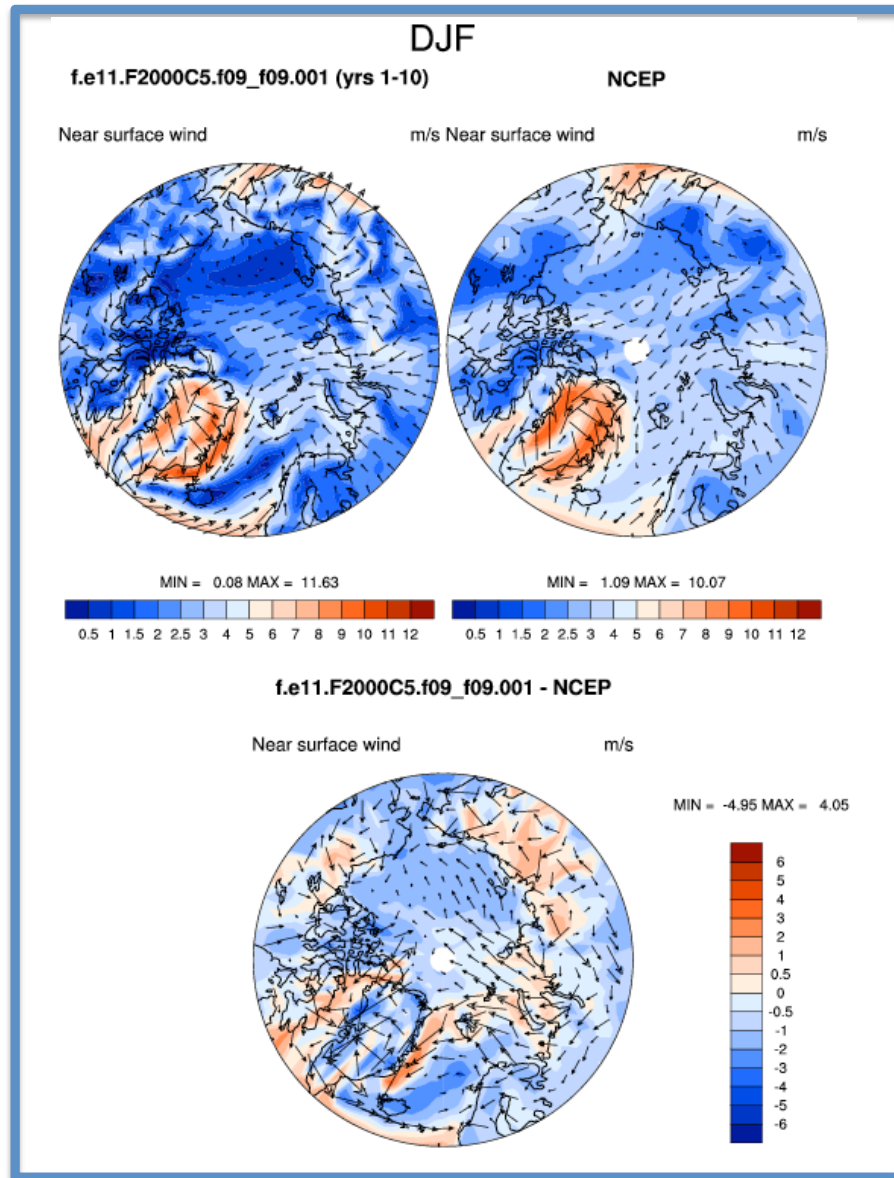 DJF
f.e11.F2000C5.f09_f09.001 (yrs 1-10) NCEP
Near surface wind m/s Near surface wind m/s
MIN = 0.08 MAX = 11.63 MIN = 1.09 MAX = 10.07
0.5 1 1.5 2 2.5 3 4 5 6 7 8 9 10 11 12 0.5 1 1.5 2 2.5 3 4 5 6 7 8 9 10 11 12
f.e11.F2000C5.f09_f09.001 - NCEP
Near surface wind m/s
MIN = -4.95 MAX = 4.05
6
5
4
3
2
1
0.5
0
-0.5
-1
-2
-3
-4
-5
-6